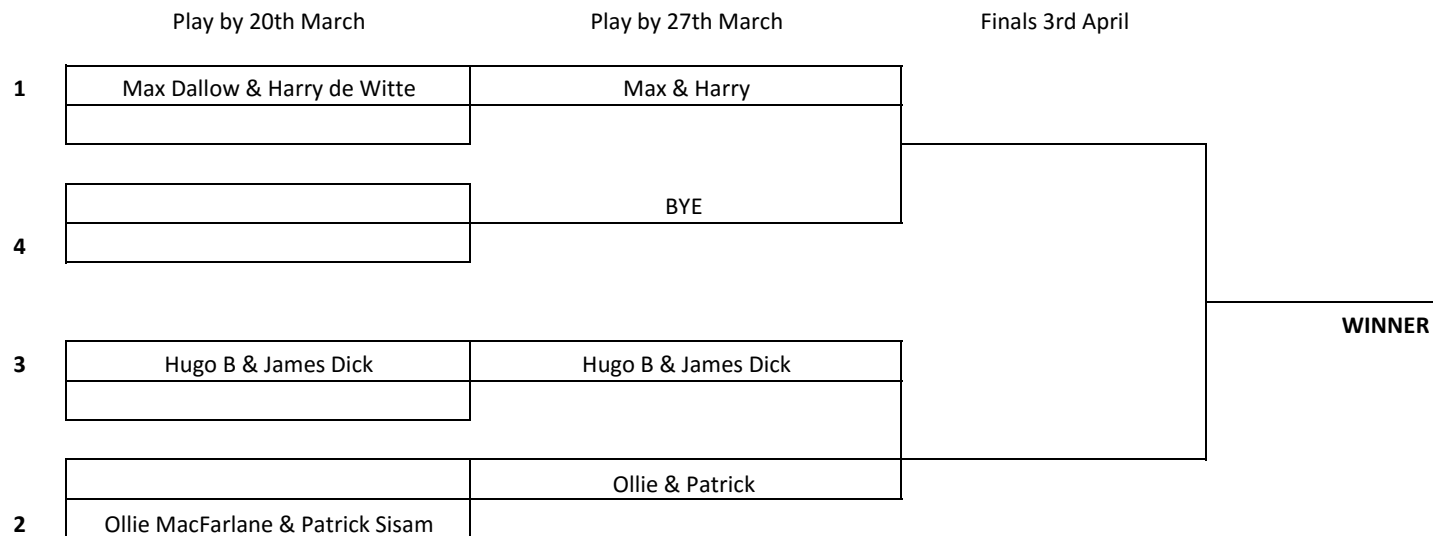 Play by 20th March Play by 27th March Finals 3rd April
1 Max Dallow & Harry de Witte Max & Harry
BYE
4
WINNER
3 Hugo B & James Dick Hugo B & James Dick
Ollie & Patrick
2 Ollie MacFarlane & Patrick Sisam